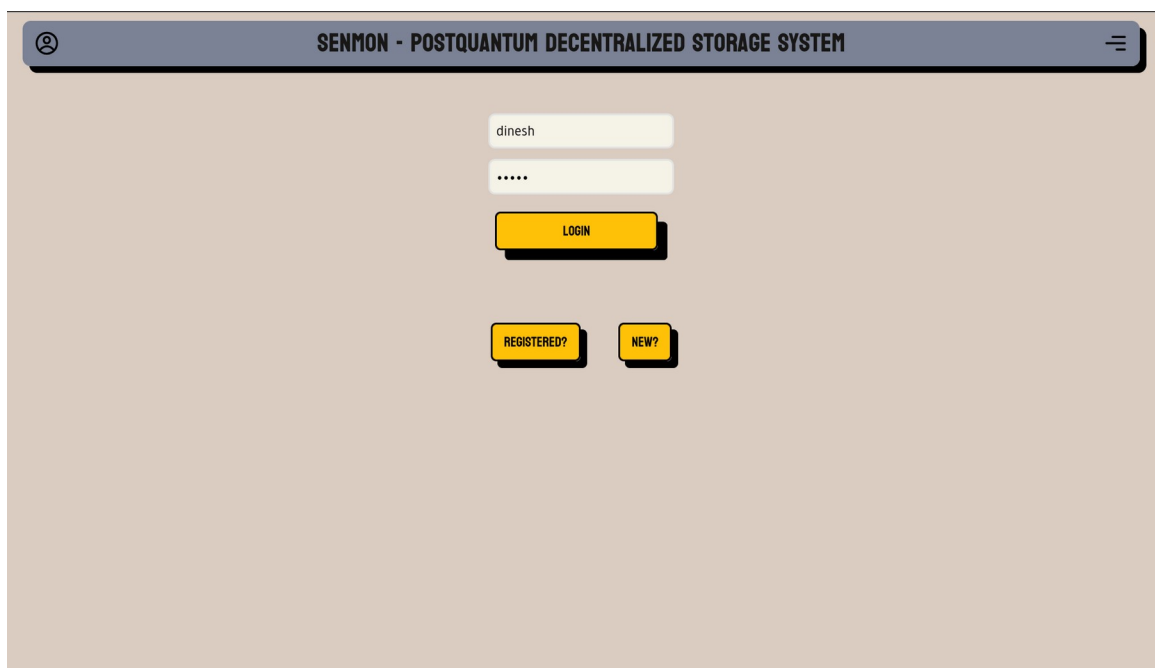 SENMON - POSTQUANTUM DECENTRALIZED STORAGE SYSTEM
dinesh
•••••
LOGIN
REGISTERED? NEW?